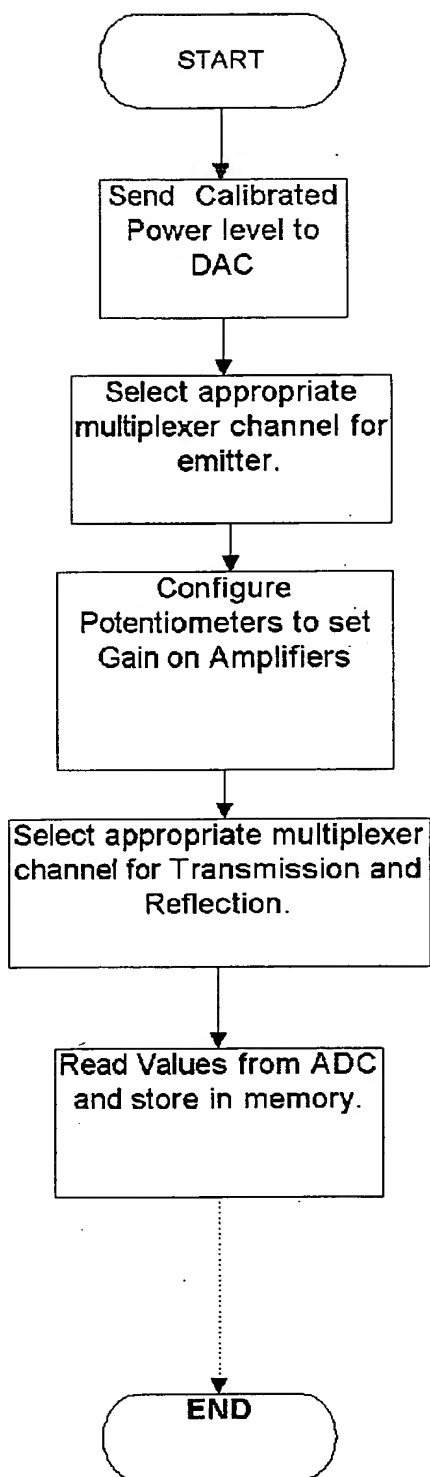 START
Send Calibrated
Power level to
DAC
Select appropriate
multiplexer channel for
emitter.
Configure
Potentiometers to set
Gain on Amplifiers
Select appropriate multiplexer
channel for Transmission and
Reflection.
Read Values from ADC
and store in memory.
END